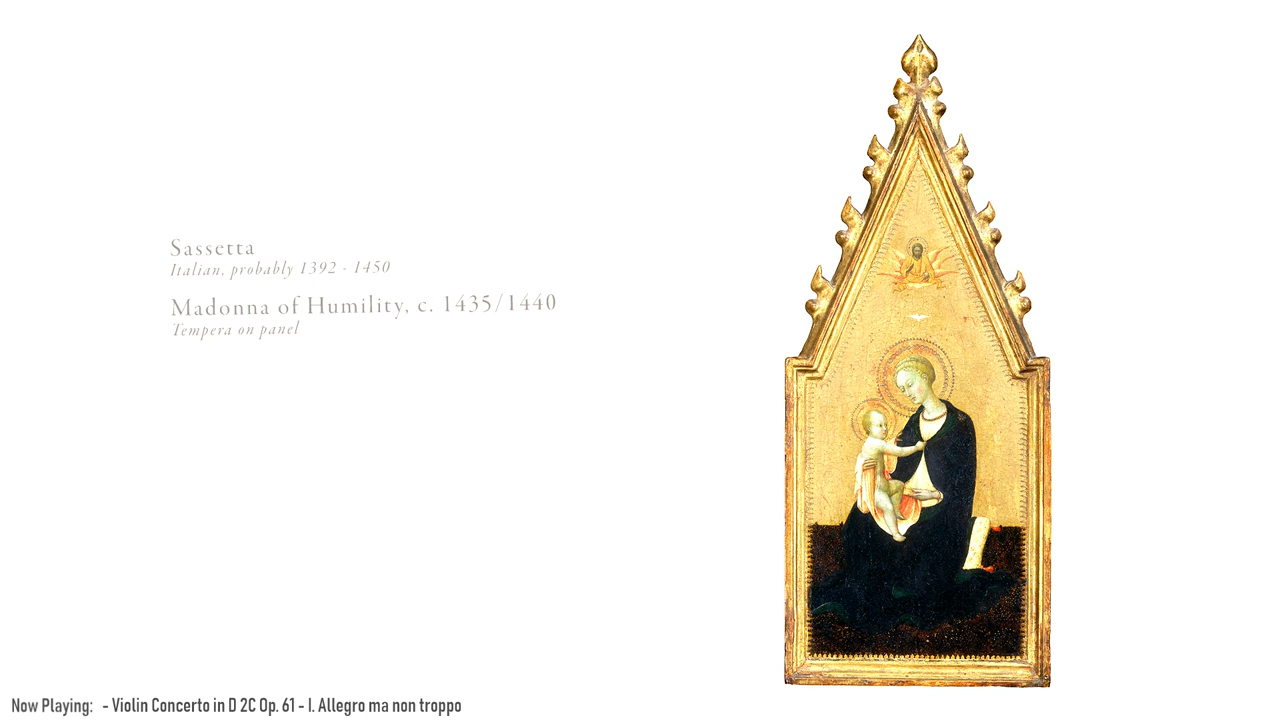 Sassetta
Italian, probably 1392 - 1450
Madonna of Humility, c. 1435/1440
Tempera on panel
Now Playing: - Violin Concerto in D 2C Op. 61 - I. Allegro ma non troppo